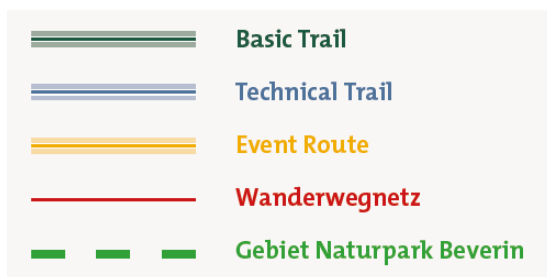 Basic Trail
Technical Trail
Event Route
Wanderwegnetz
Gebiet Naturpark Beverin